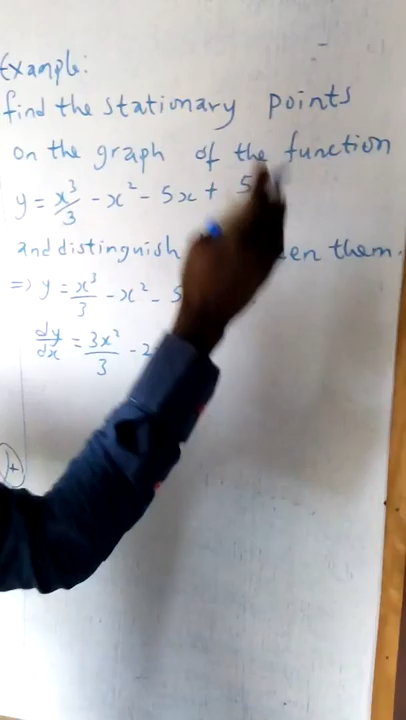 Example:
find the stationary points
on the graph of the function
y = x³/3 - x² - 5x + 5
and distinguish them.
=> y = x³/3 - x² - 5
dy/dx = 3x²/3 - 2